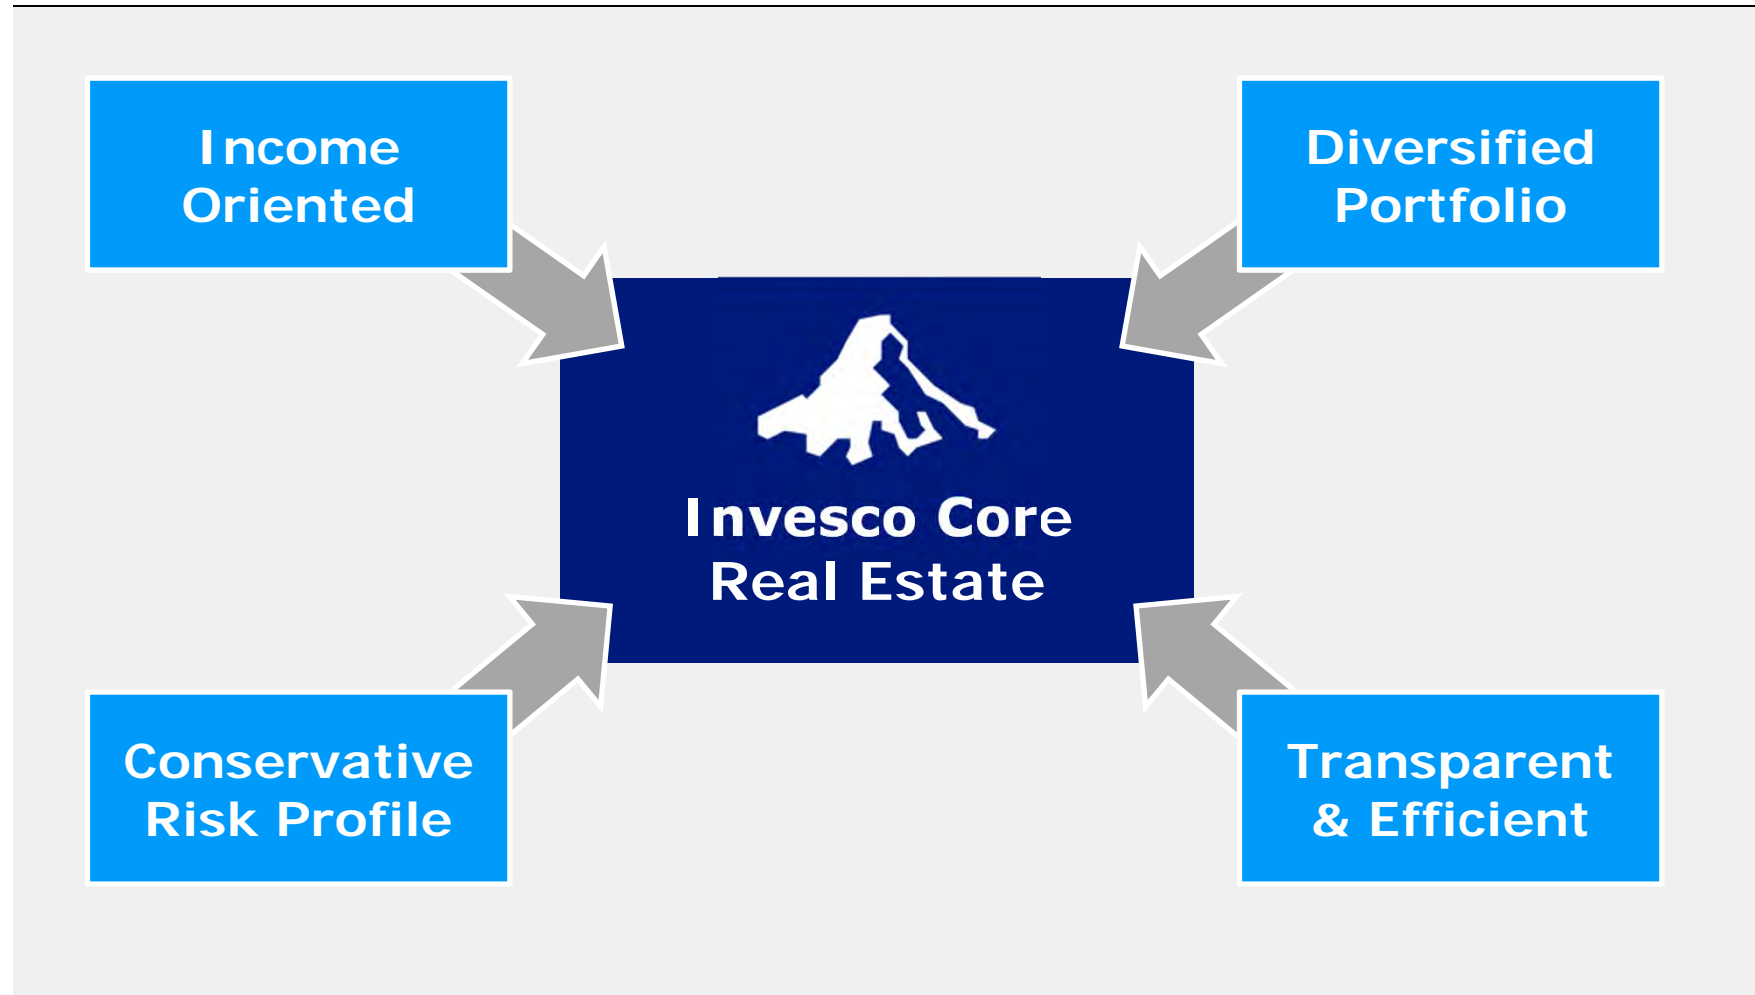 Income
Oriented
Diversified
Portfolio
Invesco Core
Real Estate
Conservative
Risk Profile
Transparent
& Efficient